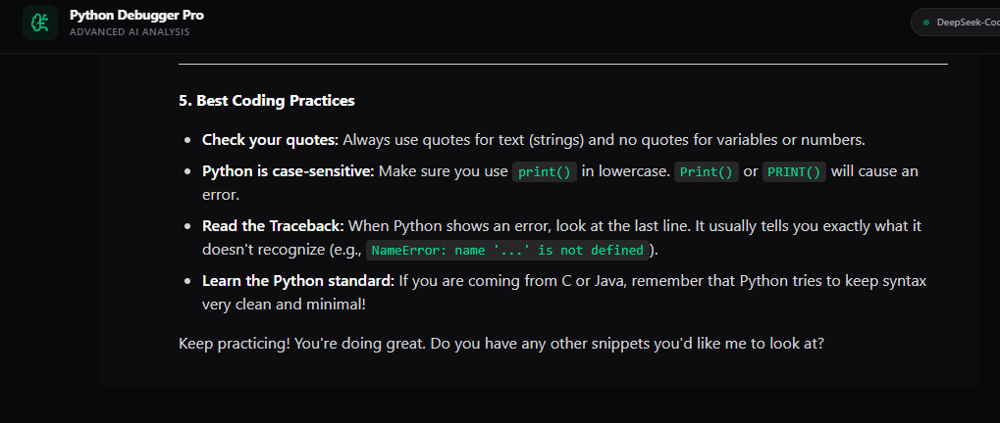 Python Debugger Pro
ADVANCED AI ANALYSIS
DeepSeek-Coo
5. Best Coding Practices
• Check your quotes: Always use quotes for text (strings) and no quotes for variables or numbers.
• Python is case-sensitive: Make sure you use print() in lowercase. Print() or PRINT() will cause an
error.
• Read the Traceback: When Python shows an error, look at the last line. It usually tells you exactly what it
doesn't recognize (e.g., NameError: name '...' is not defined).
• Learn the Python standard: If you are coming from C or Java, remember that Python tries to keep syntax
very clean and minimal!
Keep practicing! You're doing great. Do you have any other snippets you'd like me to look at?